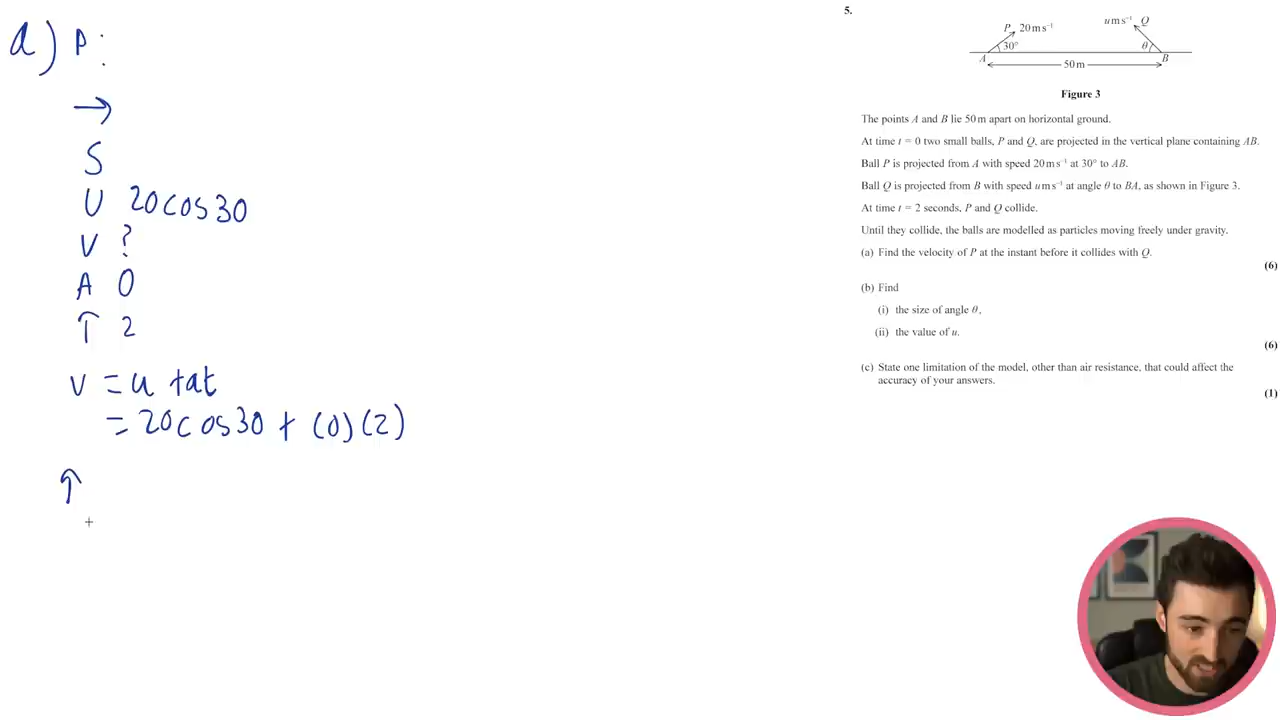 a) P:
→
S
U 20cos30
V ?
A 0
T 2
v = u + at
= 20cos30 + (0)(2)
↑
5.
P 20 m s⁻¹
u m s⁻¹ Q
30°
θ
A
B
50 m
Figure 3
The points A and B lie 50 m apart on horizontal ground.
At time t = 0 two small balls, P and Q, are projected in the vertical plane containing AB.
Ball P is projected from A with speed 20 m s⁻¹ at 30° to AB.
Ball Q is projected from B with speed u m s⁻¹ at angle θ to BA, as shown in Figure 3.
At time t = 2 seconds, P and Q collide.
Until they collide, the balls are modelled as particles moving freely under gravity.
(a) Find the velocity of P at the instant before it collides with Q.
(6)
(b) Find
(i) the size of angle θ,
(ii) the value of u.
(6)
(c) State one limitation of the model, other than air resistance, that could affect the
accuracy of your answers.
(1)